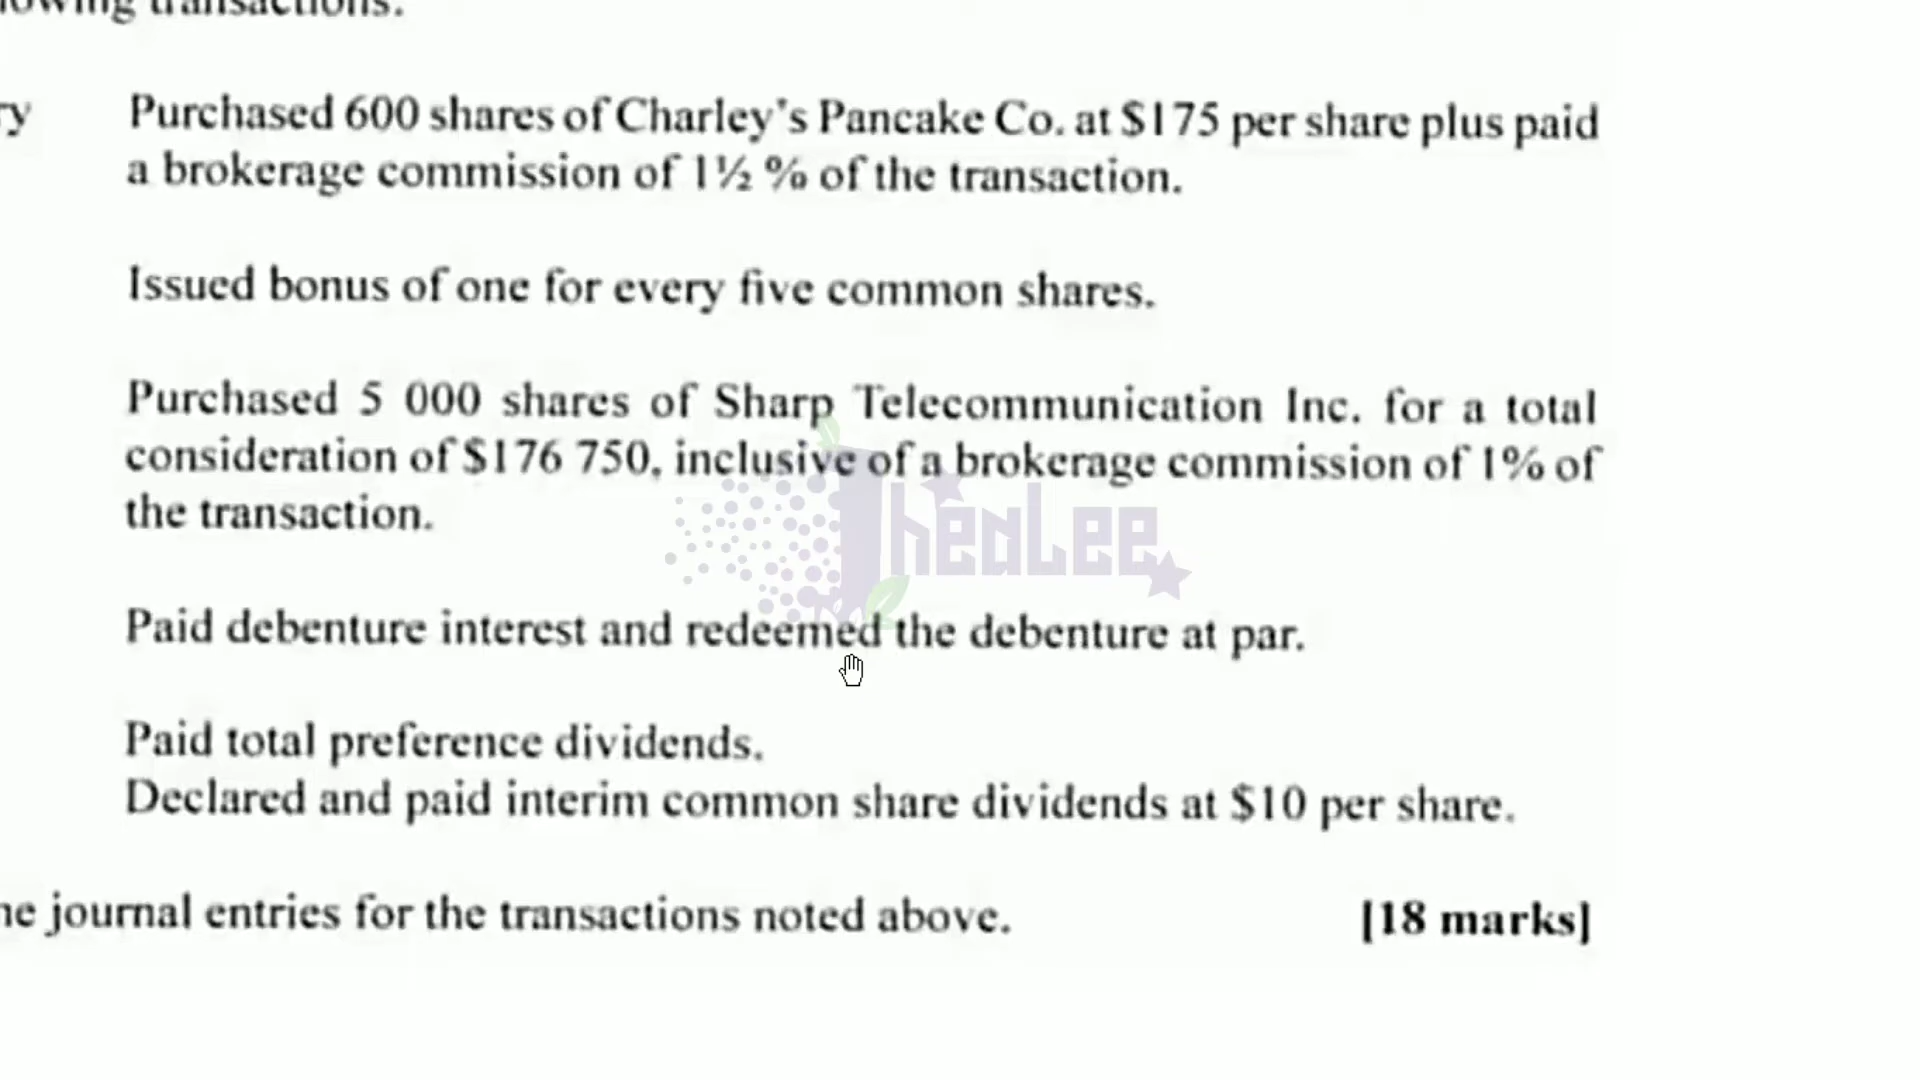 transactions.
Purchased 600 shares of Charley's Pancake Co. at $175 per share plus paid
a brokerage commission of 1½ % of the transaction.
Issued bonus of one for every five common shares.
Purchased 5 000 shares of Sharp Telecommunication Inc. for a total
consideration of $176 750, inclusive of a brokerage commission of 1% of
the transaction.
ThedLee
Paid debenture interest and redeemed the debenture at par.
Paid total preference dividends.
Declared and paid interim common share dividends at $10 per share.
journal entries for the transactions noted above. [18 marks]